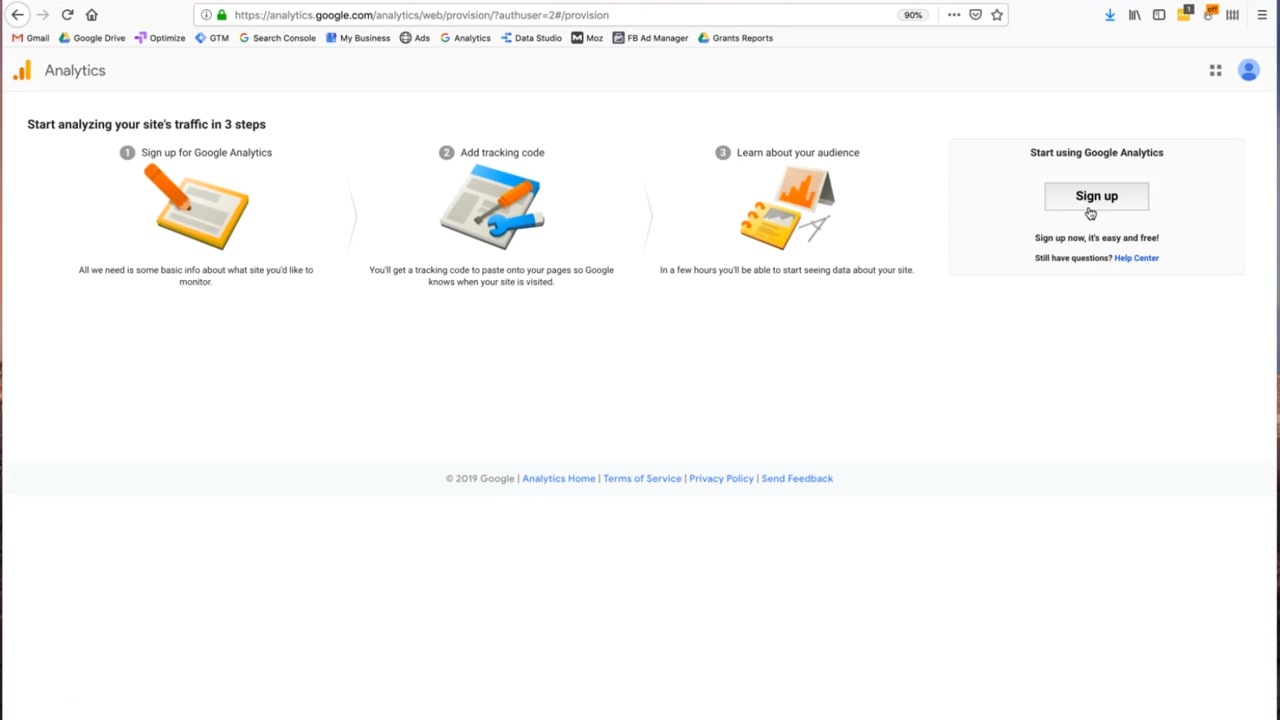 https://analytics.google.com/analytics/web/provision/?authuser=2#/provision
90%
1
off
Gmail
Google Drive
Optimize
GTM
Search Console
My Business
Ads
Analytics
Data Studio
Moz
FB Ad Manager
Grants Reports
Analytics
Start analyzing your site's traffic in 3 steps
1 Sign up for Google Analytics
All we need is some basic info about what site you'd like to
monitor.
2 Add tracking code
You'll get a tracking code to paste onto your pages so Google
knows when your site is visited.
3 Learn about your audience
In a few hours you'll be able to start seeing data about your site.
Start using Google Analytics
Sign up
Sign up now, it's easy and free!
Still have questions? Help Center
© 2019 Google | Analytics Home | Terms of Service | Privacy Policy | Send Feedback